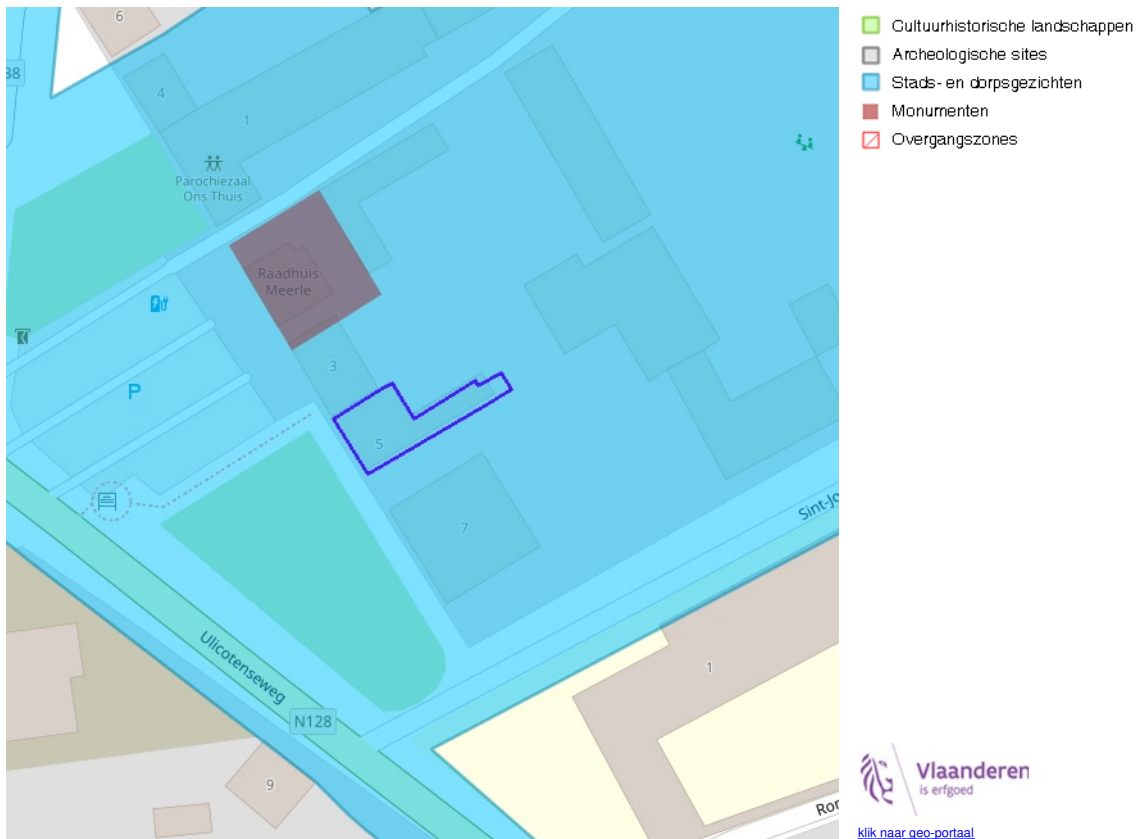 6
38
4
1
Parochiezaal
Ons Thuis
Raadhuis
Meerle
3
P
5
7
Sint-Jo
Ulicotenseweg
N128
1
9
Ror
Cultuurhistorische landschappen
Archeologische sites
Stads- en dorpsgezichten
Monumenten
Overgangszones
Vlaanderen
is erfgoed
klik naar geo-portaal